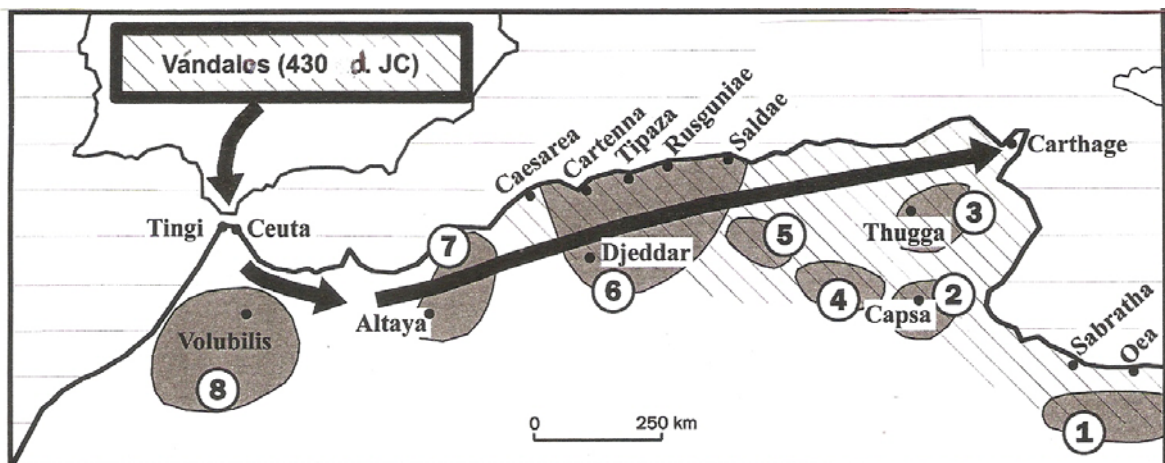 Vándalos (430 d. JC)
Caesarea
Cartenna
Tipaza
Rusguniae
Saldae
Carthage
Tingi
Ceuta
7
5
Thugga
3
Djeddar
6
4
Capsa
2
Altaya
Volubilis
8
Sabratha
Oea
1
0 250 km